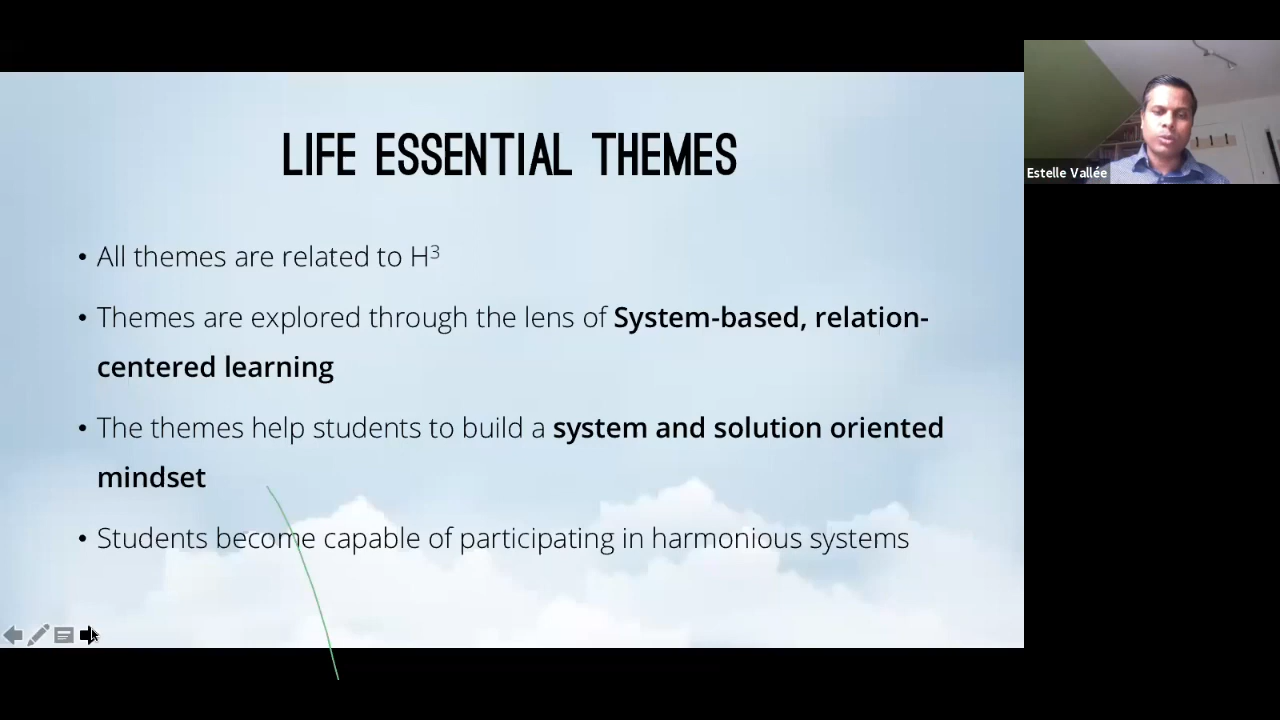 LIFE ESSENTIAL THEMES
• All themes are related to H³
• Themes are explored through the lens of System-based, relation-
centered learning
• The themes help students to build a system and solution oriented
mindset
• Students become capable of participating in harmonious systems
Estelle Vallée